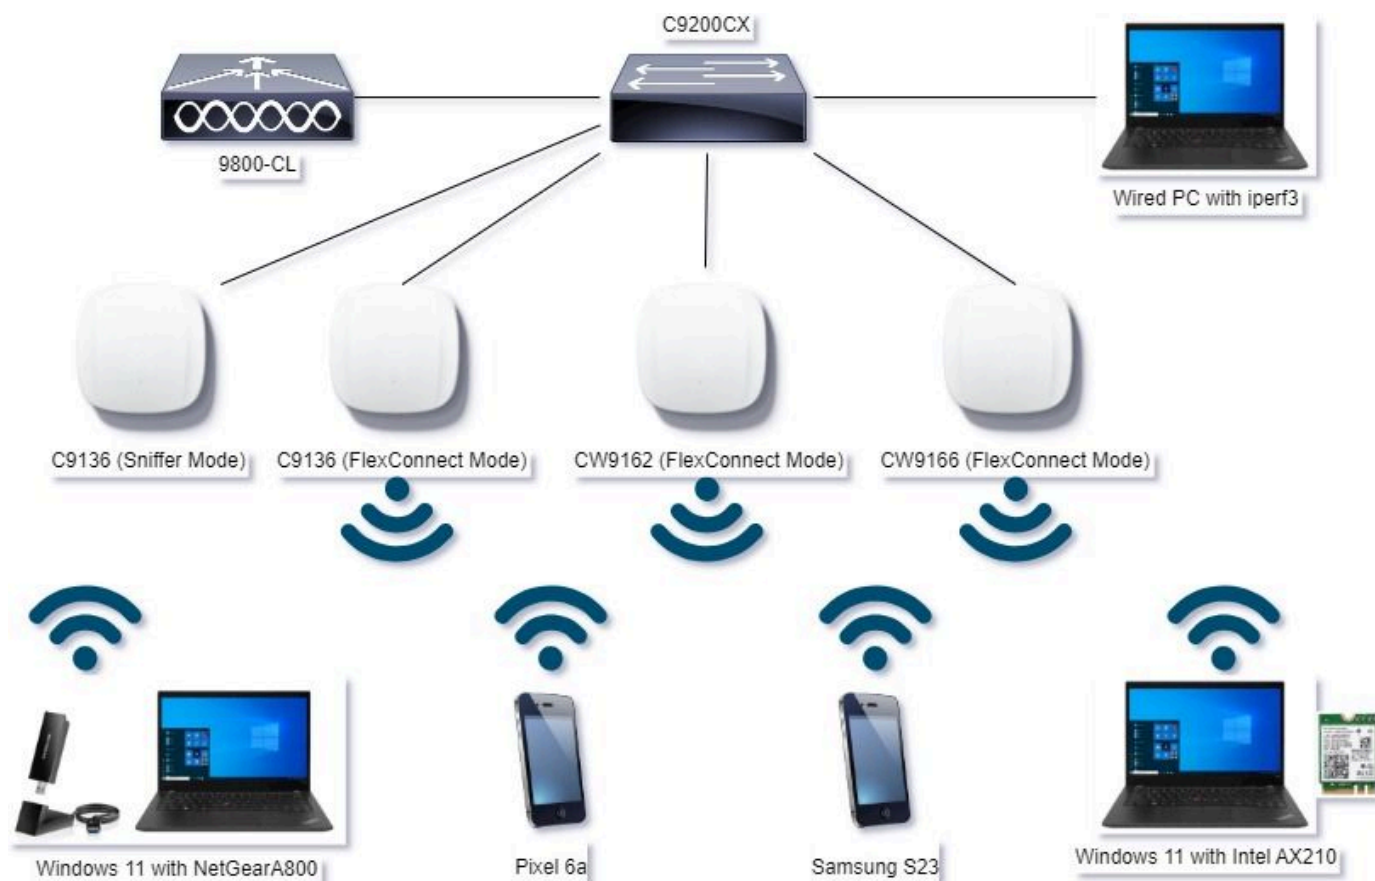 C9200CX
9800-CL
Wired PC with iperf3
C9136 (Sniffer Mode)
C9136 (FlexConnect Mode)
CW9162 (FlexConnect Mode)
CW9166 (FlexConnect Mode)
Windows 11 with NetGearA800
Pixel 6a
Samsung S23
Windows 11 with Intel AX210